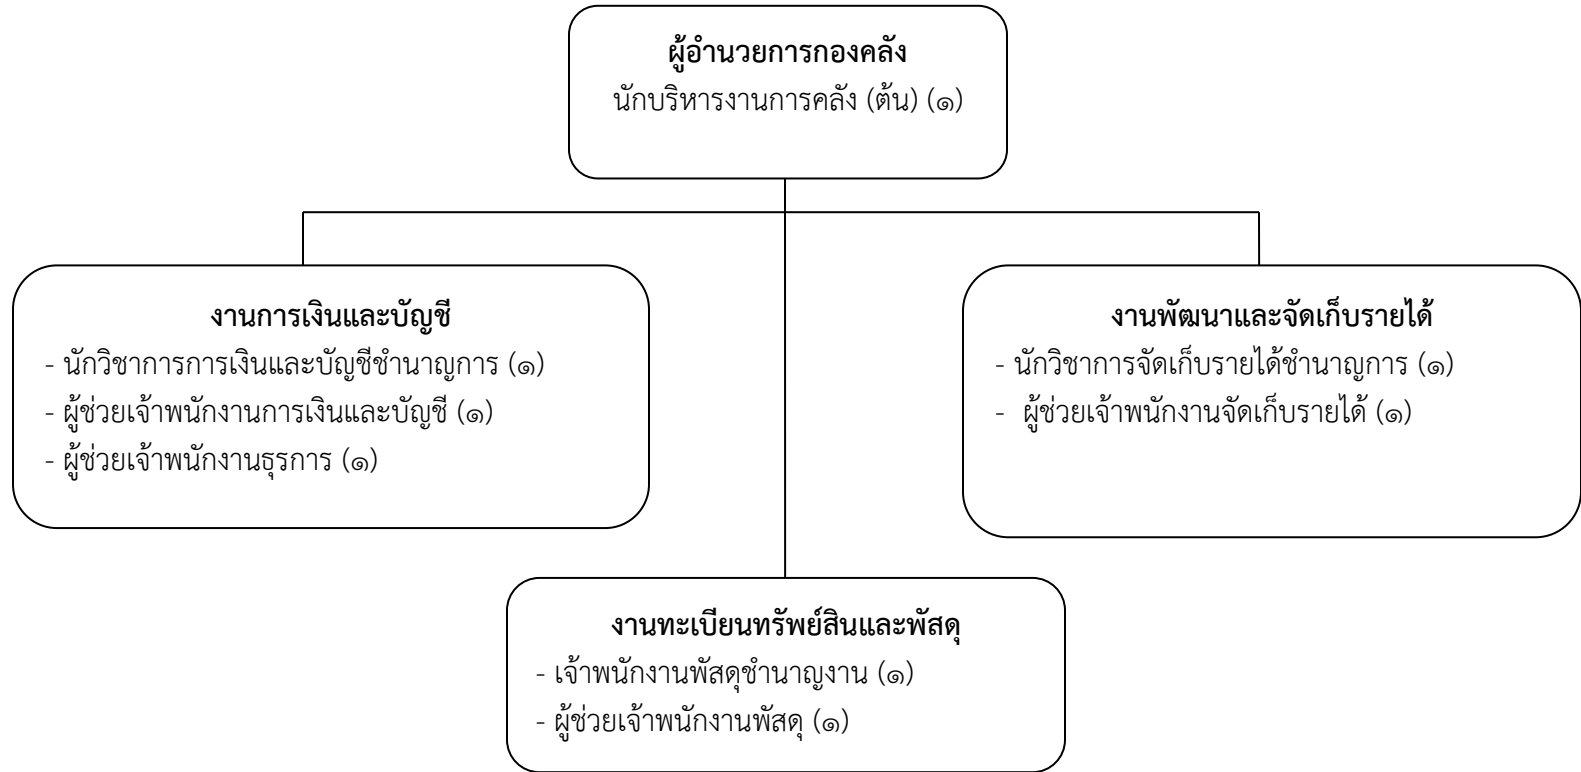 ผู้อำนวยการกองคลัง
นักบริหารงานการคลัง (ต้น) (๑)
งานการเงินและบัญชี
- นักวิชาการการเงินและบัญชีชำนาญการ (๑)
- ผู้ช่วยเจ้าพนักงานการเงินและบัญชี (๑)
- ผู้ช่วยเจ้าพนักงานธุรการ (๑)
งานพัฒนาและจัดเก็บรายได้
- นักวิชาการจัดเก็บรายได้ชำนาญการ (๑)
- ผู้ช่วยเจ้าพนักงานจัดเก็บรายได้ (๑)
งานทะเบียนทรัพย์สินและพัสดุ
- เจ้าพนักงานพัสดุชำนาญงาน (๑)
- ผู้ช่วยเจ้าพนักงานพัสดุ (๑)